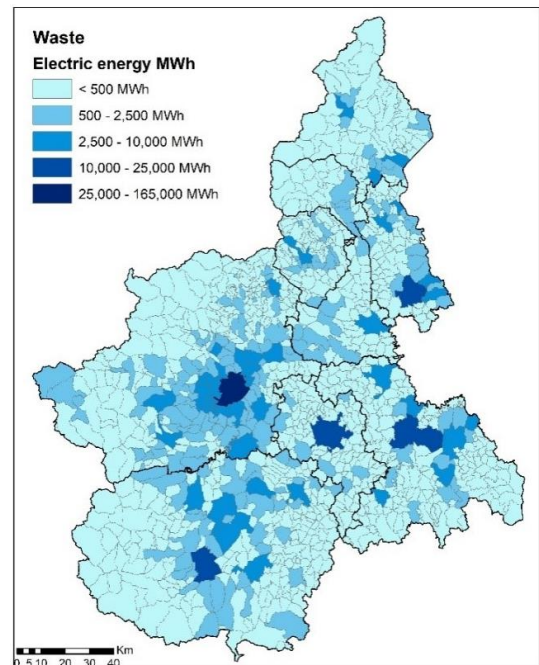 Waste
Electric energy MWh
< 500 MWh
500 - 2,500 MWh
2,500 - 10,000 MWh
10,000 - 25,000 MWh
25,000 - 165,000 MWh
Km
0 5 10 20 30 40